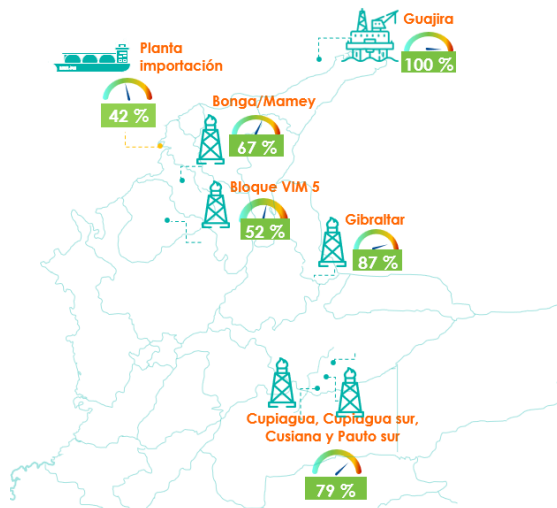 Guajira
100 %
Planta
importación
42 %
Bonga/Mamey
67 %
Bloque VIM 5
52 %
Gibraltar
87 %
Cupiagua, Cupiagua sur,
Cusiana y Pauto sur
79 %